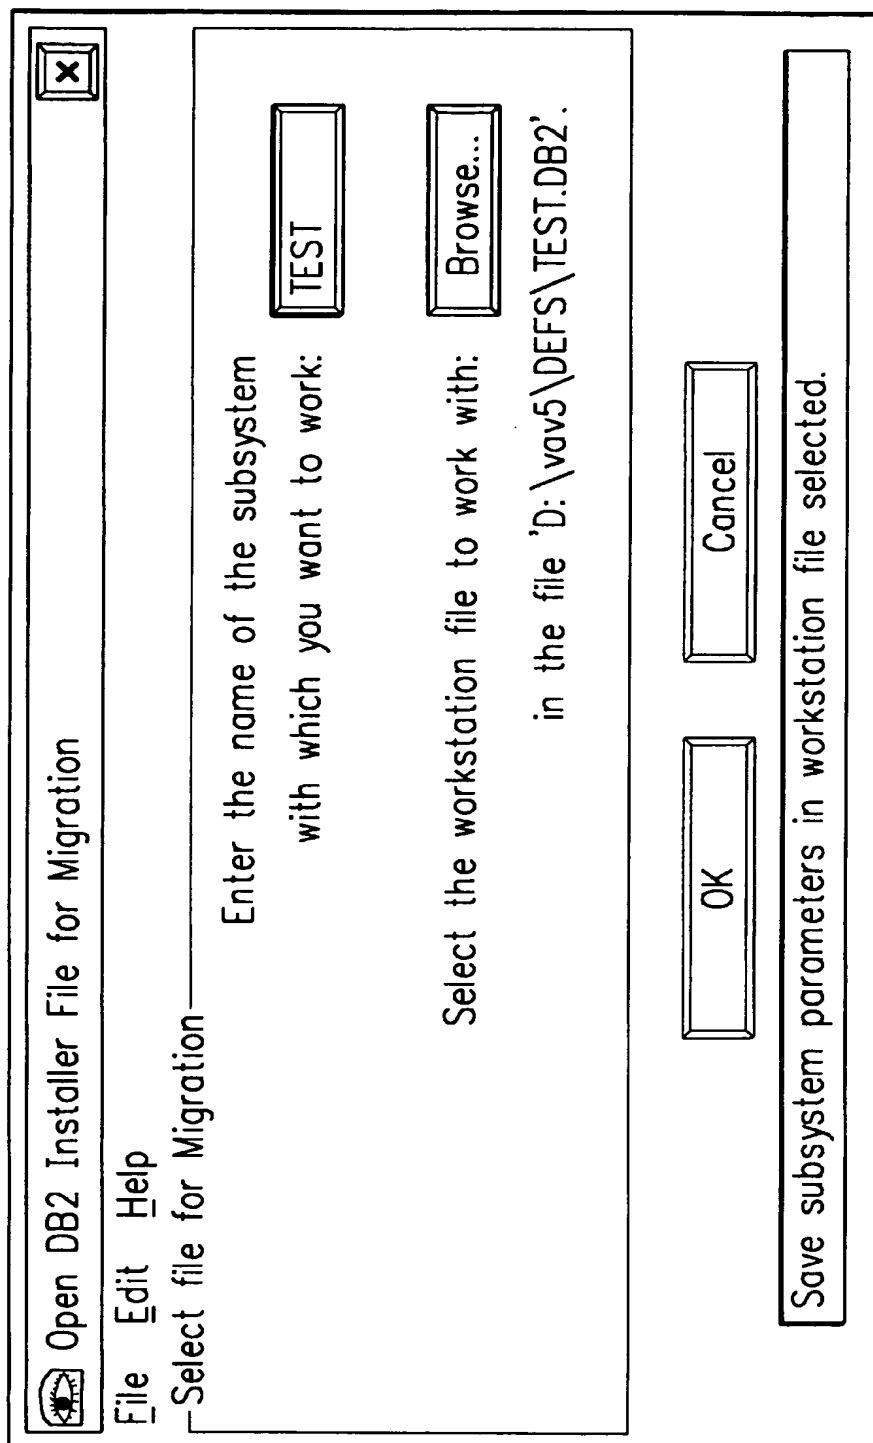 Open DB2 Installer File for Migration
File Edit Help
Select file for Migration
Enter the name of the subsystem
with which you want to work:
TEST
Select the workstation file to work with:
Browse...
in the file 'D: \vav5\DEFS\TEST.DB2'.
OK
Cancel
Save subsystem parameters in workstation file selected.